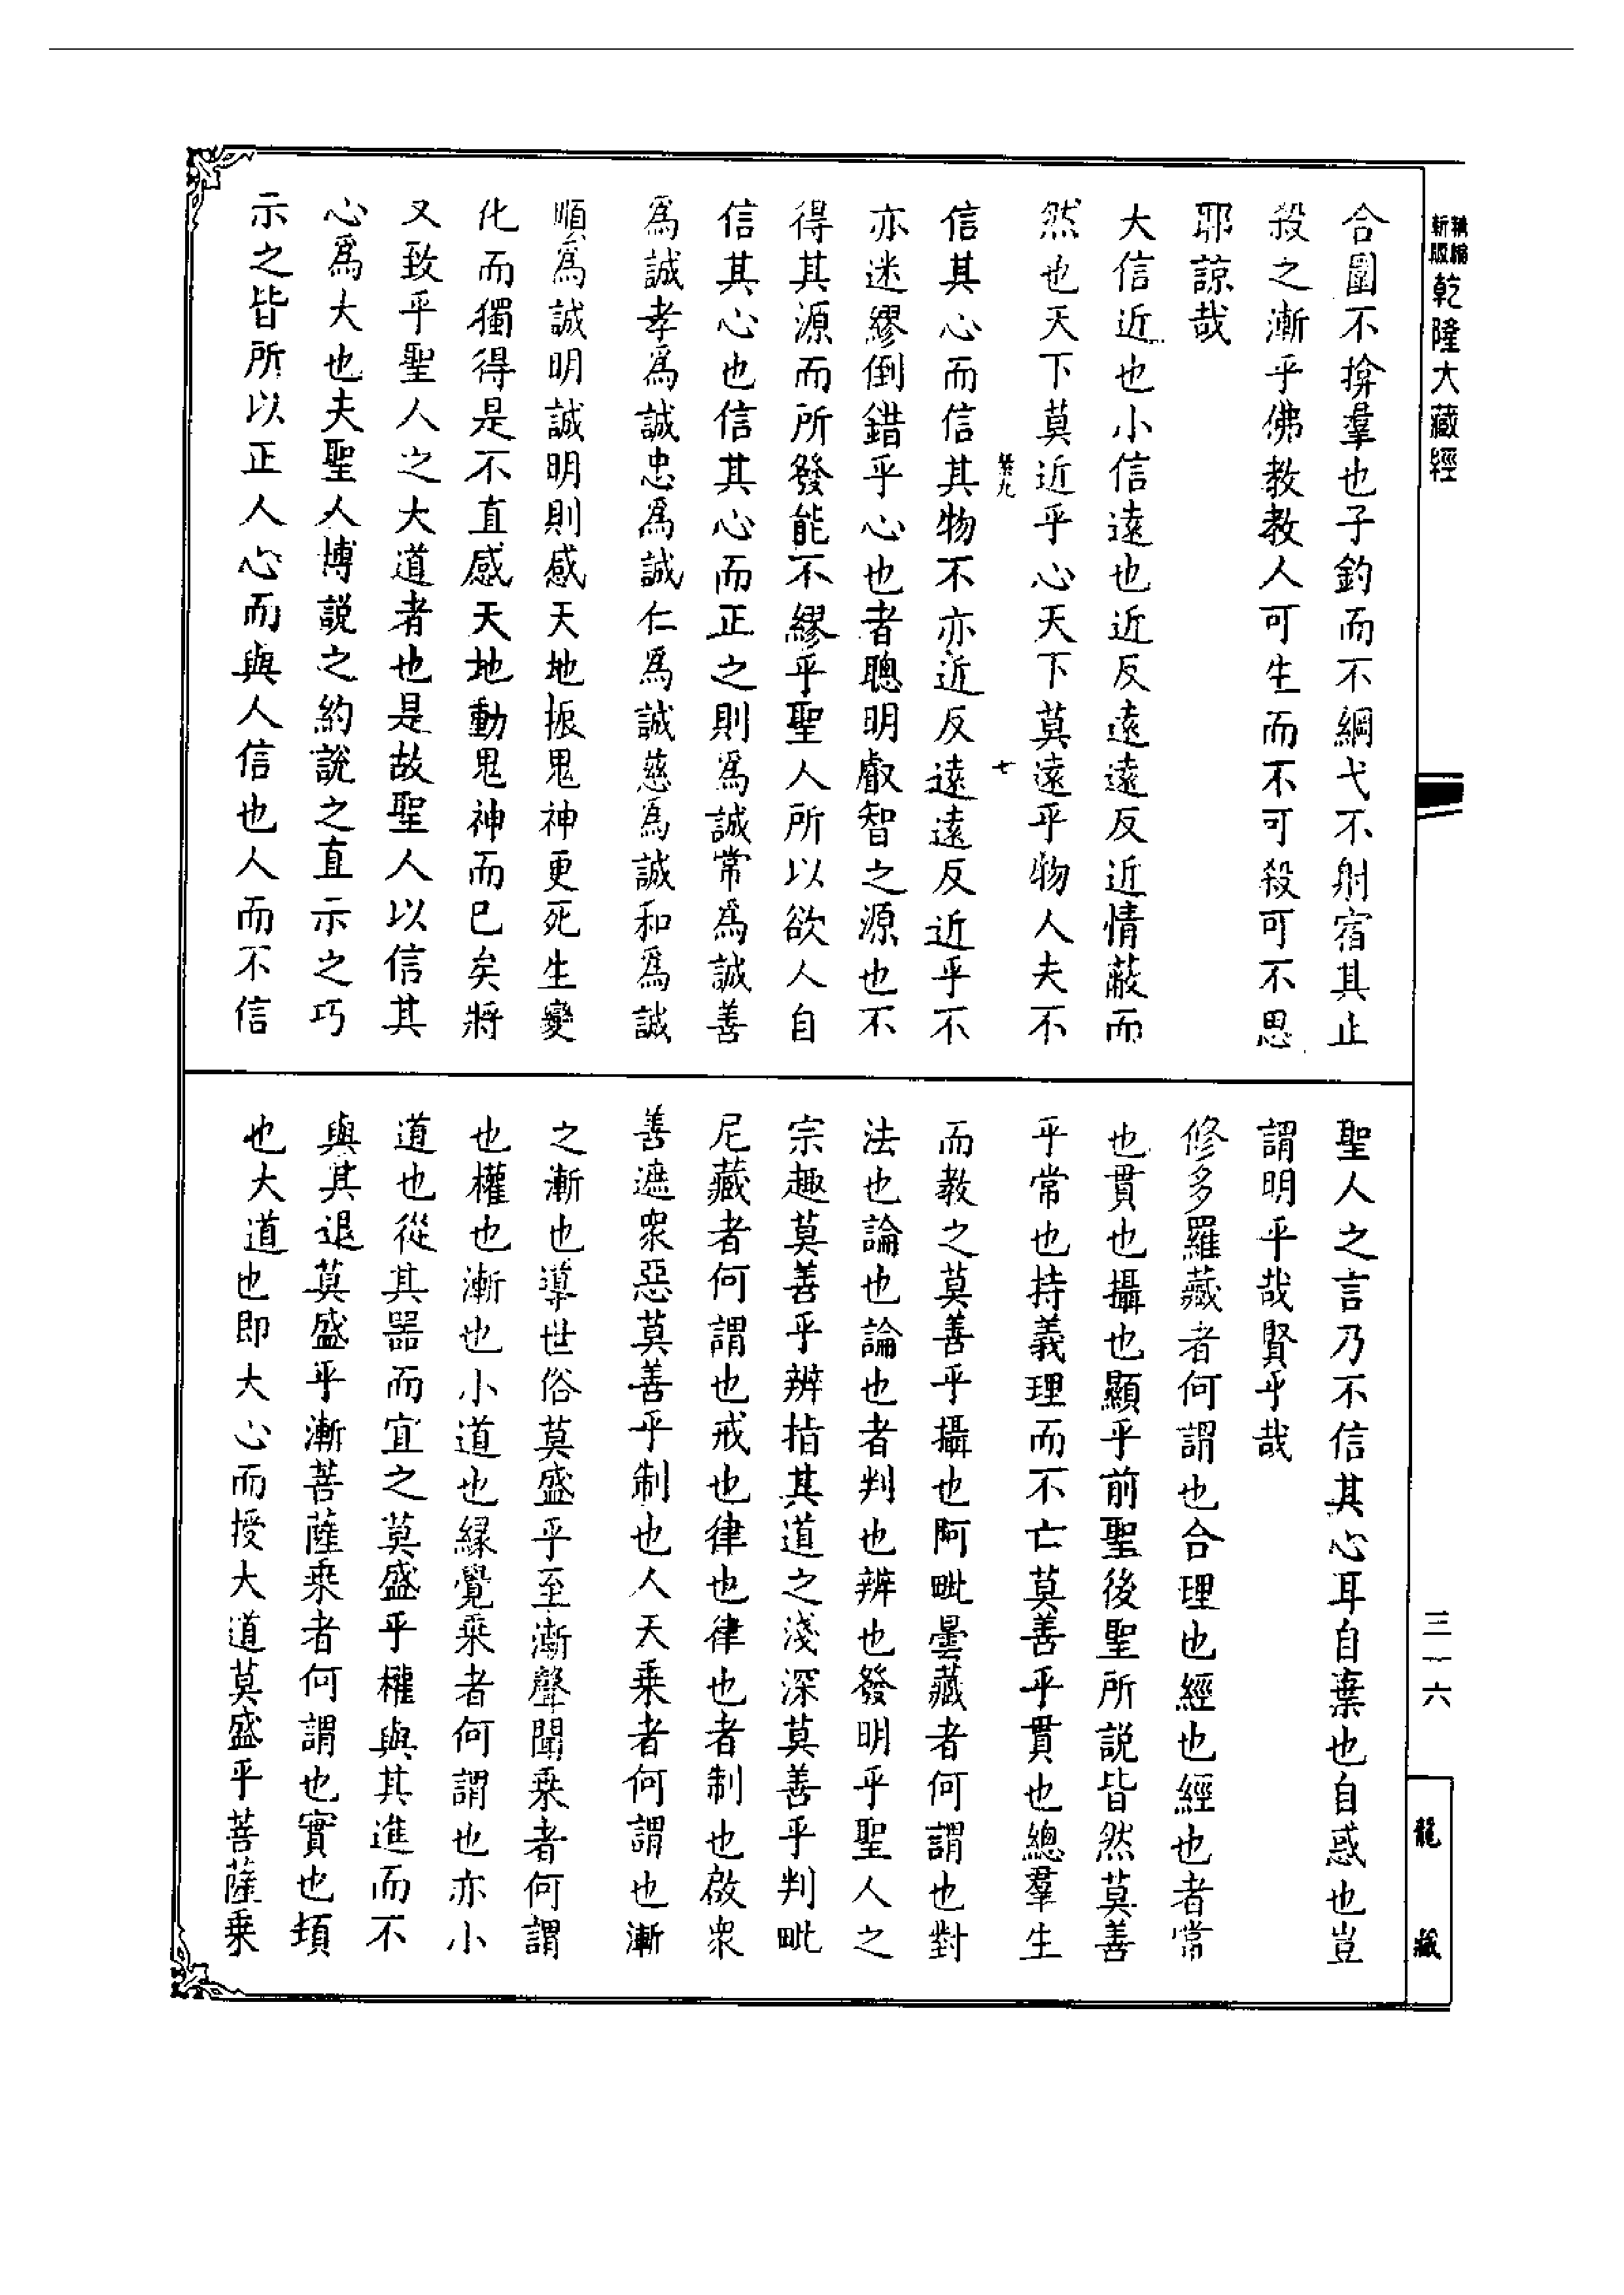 精編
新版
乾隆大藏經
合圍不揜羣也子釣而不綱弋不射宿其止
殺之漸乎佛教教人可生而不可殺可不思
耶諒哉
大信近也小信遠也近反遠遠反近情蔽而
然也天下莫近乎心天下莫遠乎物人夫不
七
信其心而信其物不亦近反遠遠反近乎不
亦迷繆倒錯乎心也者聰明叡智之源也不
得其源而所發能不繆乎聖人所以欲人自
信其心也信其心而正之則爲誠常爲誠善
爲誠孝爲誠忠爲誠仁爲誠慈爲誠和爲誠
順爲誠明誠明則感天地振鬼神更死生變
化而獨得是不直感天地動鬼神而已矣將
又致乎聖人之大道者也是故聖人以信其
心爲大也夫聖人博説之約説之直示之巧
示之皆所以正人心而與人信也人而不信
聖人之言乃不信其心耳自棄也自惑也豈
謂明乎哉賢乎哉
修多羅藏者何謂也合理也經也經也者常
也貫也攝也顯乎前聖後聖所説皆然莫善
乎常也持義理而不亡莫善乎貫也總羣生
而教之莫善乎攝也阿毗曇藏者何謂也對
法也論也論也者判也辨也發明乎聖人之
宗趣莫善乎辨指其道之淺深莫善乎判毗
尼藏者何謂也戒也律也律也者制也啟衆
善遮衆惡莫善乎制也人天乘者何謂也漸
之漸也導世俗莫盛乎至漸聲聞乘者何謂
也權也漸也小道也緣覺乘者何謂也亦小
道也從其器而宜之莫盛乎權與其進而不
與其退莫盛乎漸菩薩乘者何謂也實也頓
也大道也即大心而授大道莫盛乎菩薩乘
三一六
龍藏